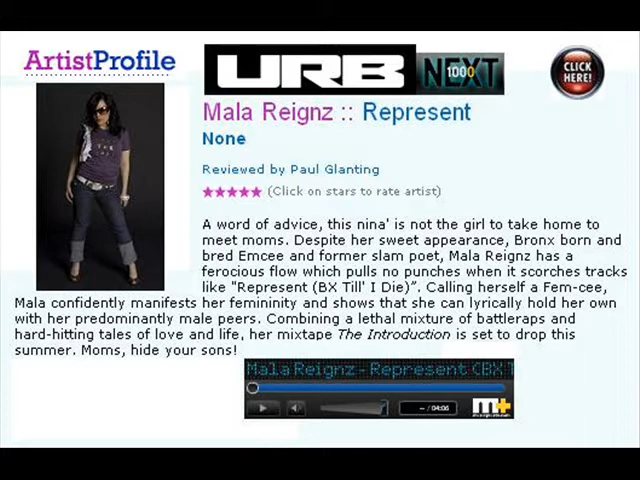 ArtistProfile
URB NEXT 1000
CLICK HERE!
Mala Reignz :: Represent
None
Reviewed by Paul Glanting
(Click on stars to rate artist)
A word of advice, this nina' is not the girl to take home to
meet moms. Despite her sweet appearance, Bronx born and
bred Emcee and former slam poet, Mala Reignz has a
ferocious flow which pulls no punches when it scorches tracks
like "Represent (BX Till' I Die)”. Calling herself a Fem-cee,
Mala confidently manifests her femininity and shows that she can lyrically hold her own
with her predominantly male peers. Combining a lethal mixture of battleraps and
hard-hitting tales of love and life, her mixtape The Introduction is set to drop this
summer. Moms, hide your sons!
Mala Reignz - Represent (BX T
-- / 04:06
m+